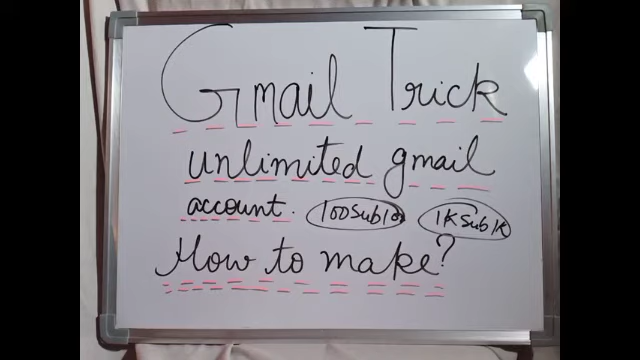 Gmail Trick
unlimited gmail
account. 100Sub10 1KSub1K
How to make?